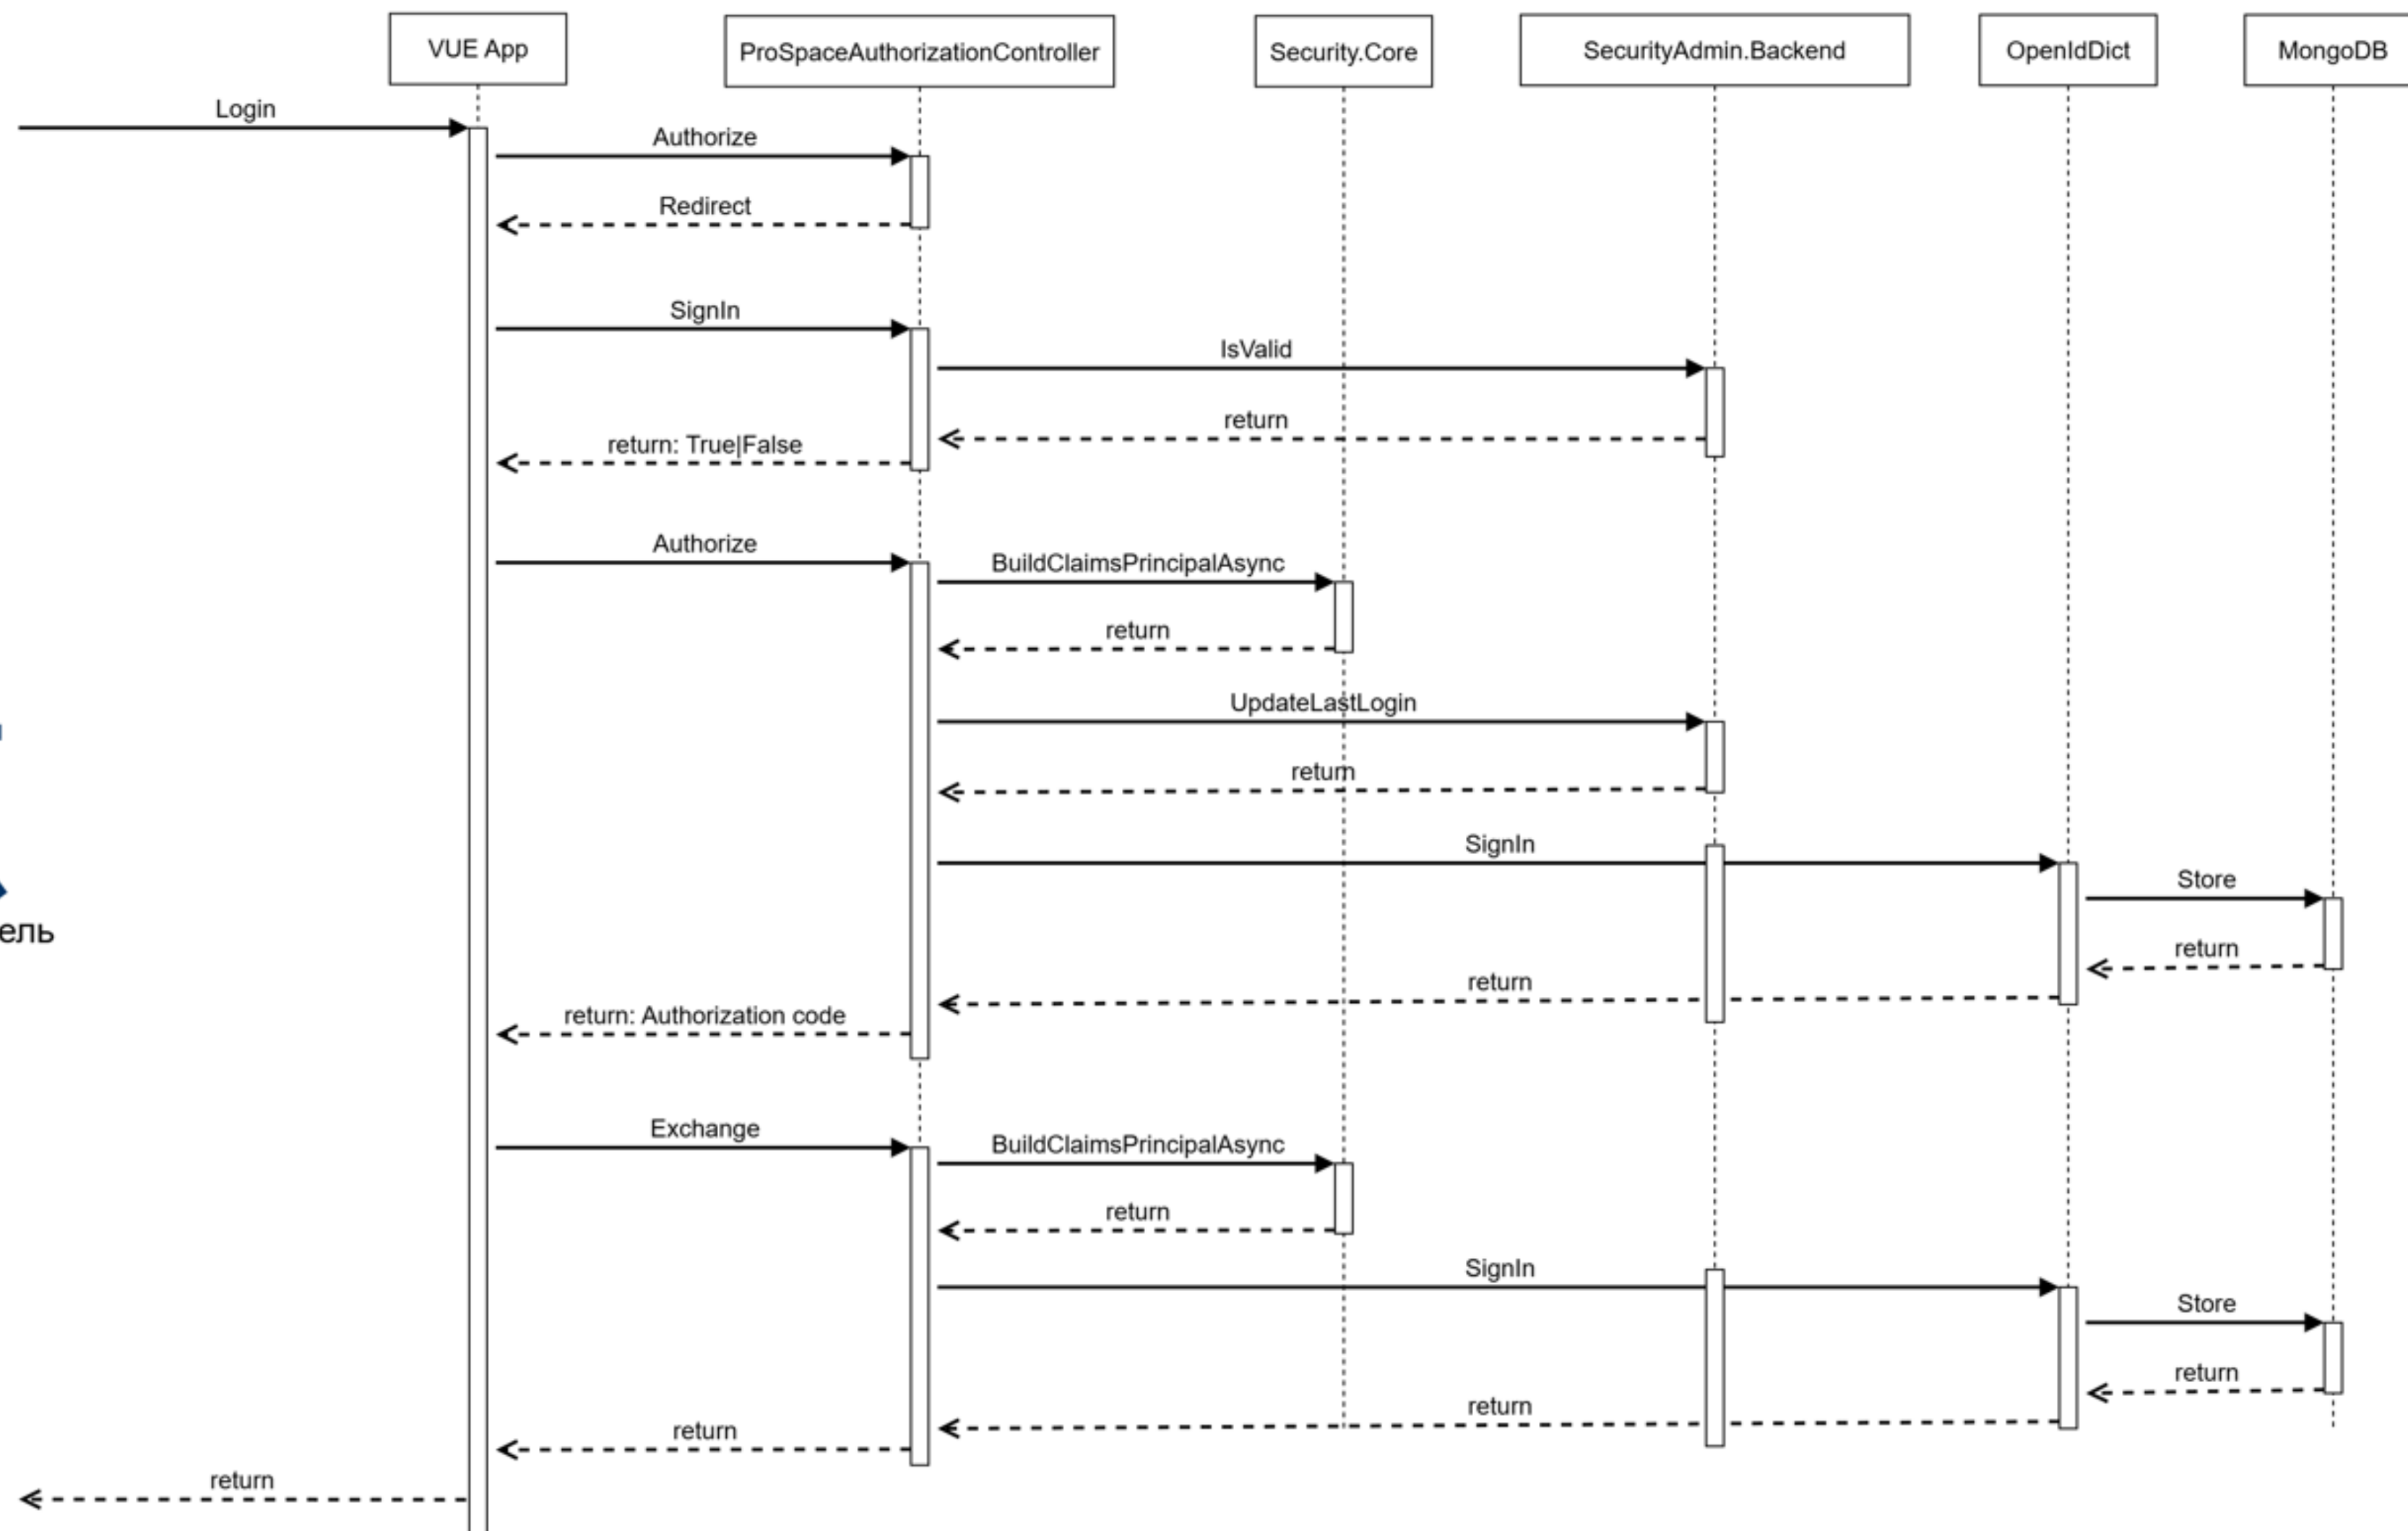 VUE App
ProSpaceAuthorizationController
Security.Core
SecurityAdmin.Backend
OpenIdDict
MongoDB
Login
Authorize
Redirect
SignIn
IsValid
return
return: True|False
Authorize
BuildClaimsPrincipalAsync
return
UpdateLastLogin
return
SignIn
Store
ель
return
return
return: Authorization code
Exchange
BuildClaimsPrincipalAsync
return
SignIn
Store
return
return
return
return